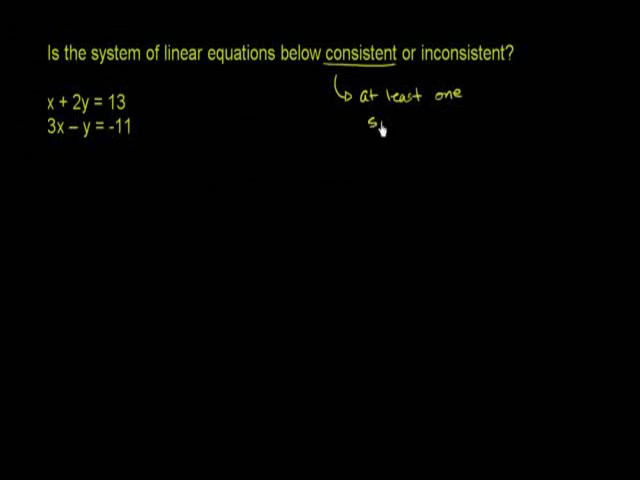 Is the system of linear equations below consistent or inconsistent?
x + 2y = 13
3x – y = -11
at least one
s